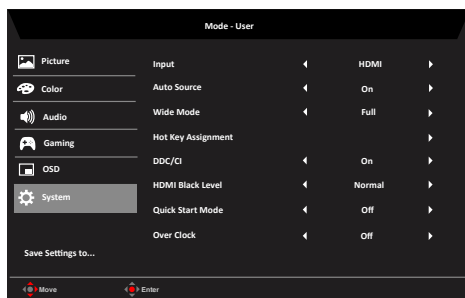 Mode - User
Picture
Color
Audio
Gaming
OSD
System
Save Settings to...
Input HDMI
Auto Source On
Wide Mode Full
Hot Key Assignment
DDC/CI On
HDMI Black Level Normal
Quick Start Mode Off
Over Clock Off
Move Enter